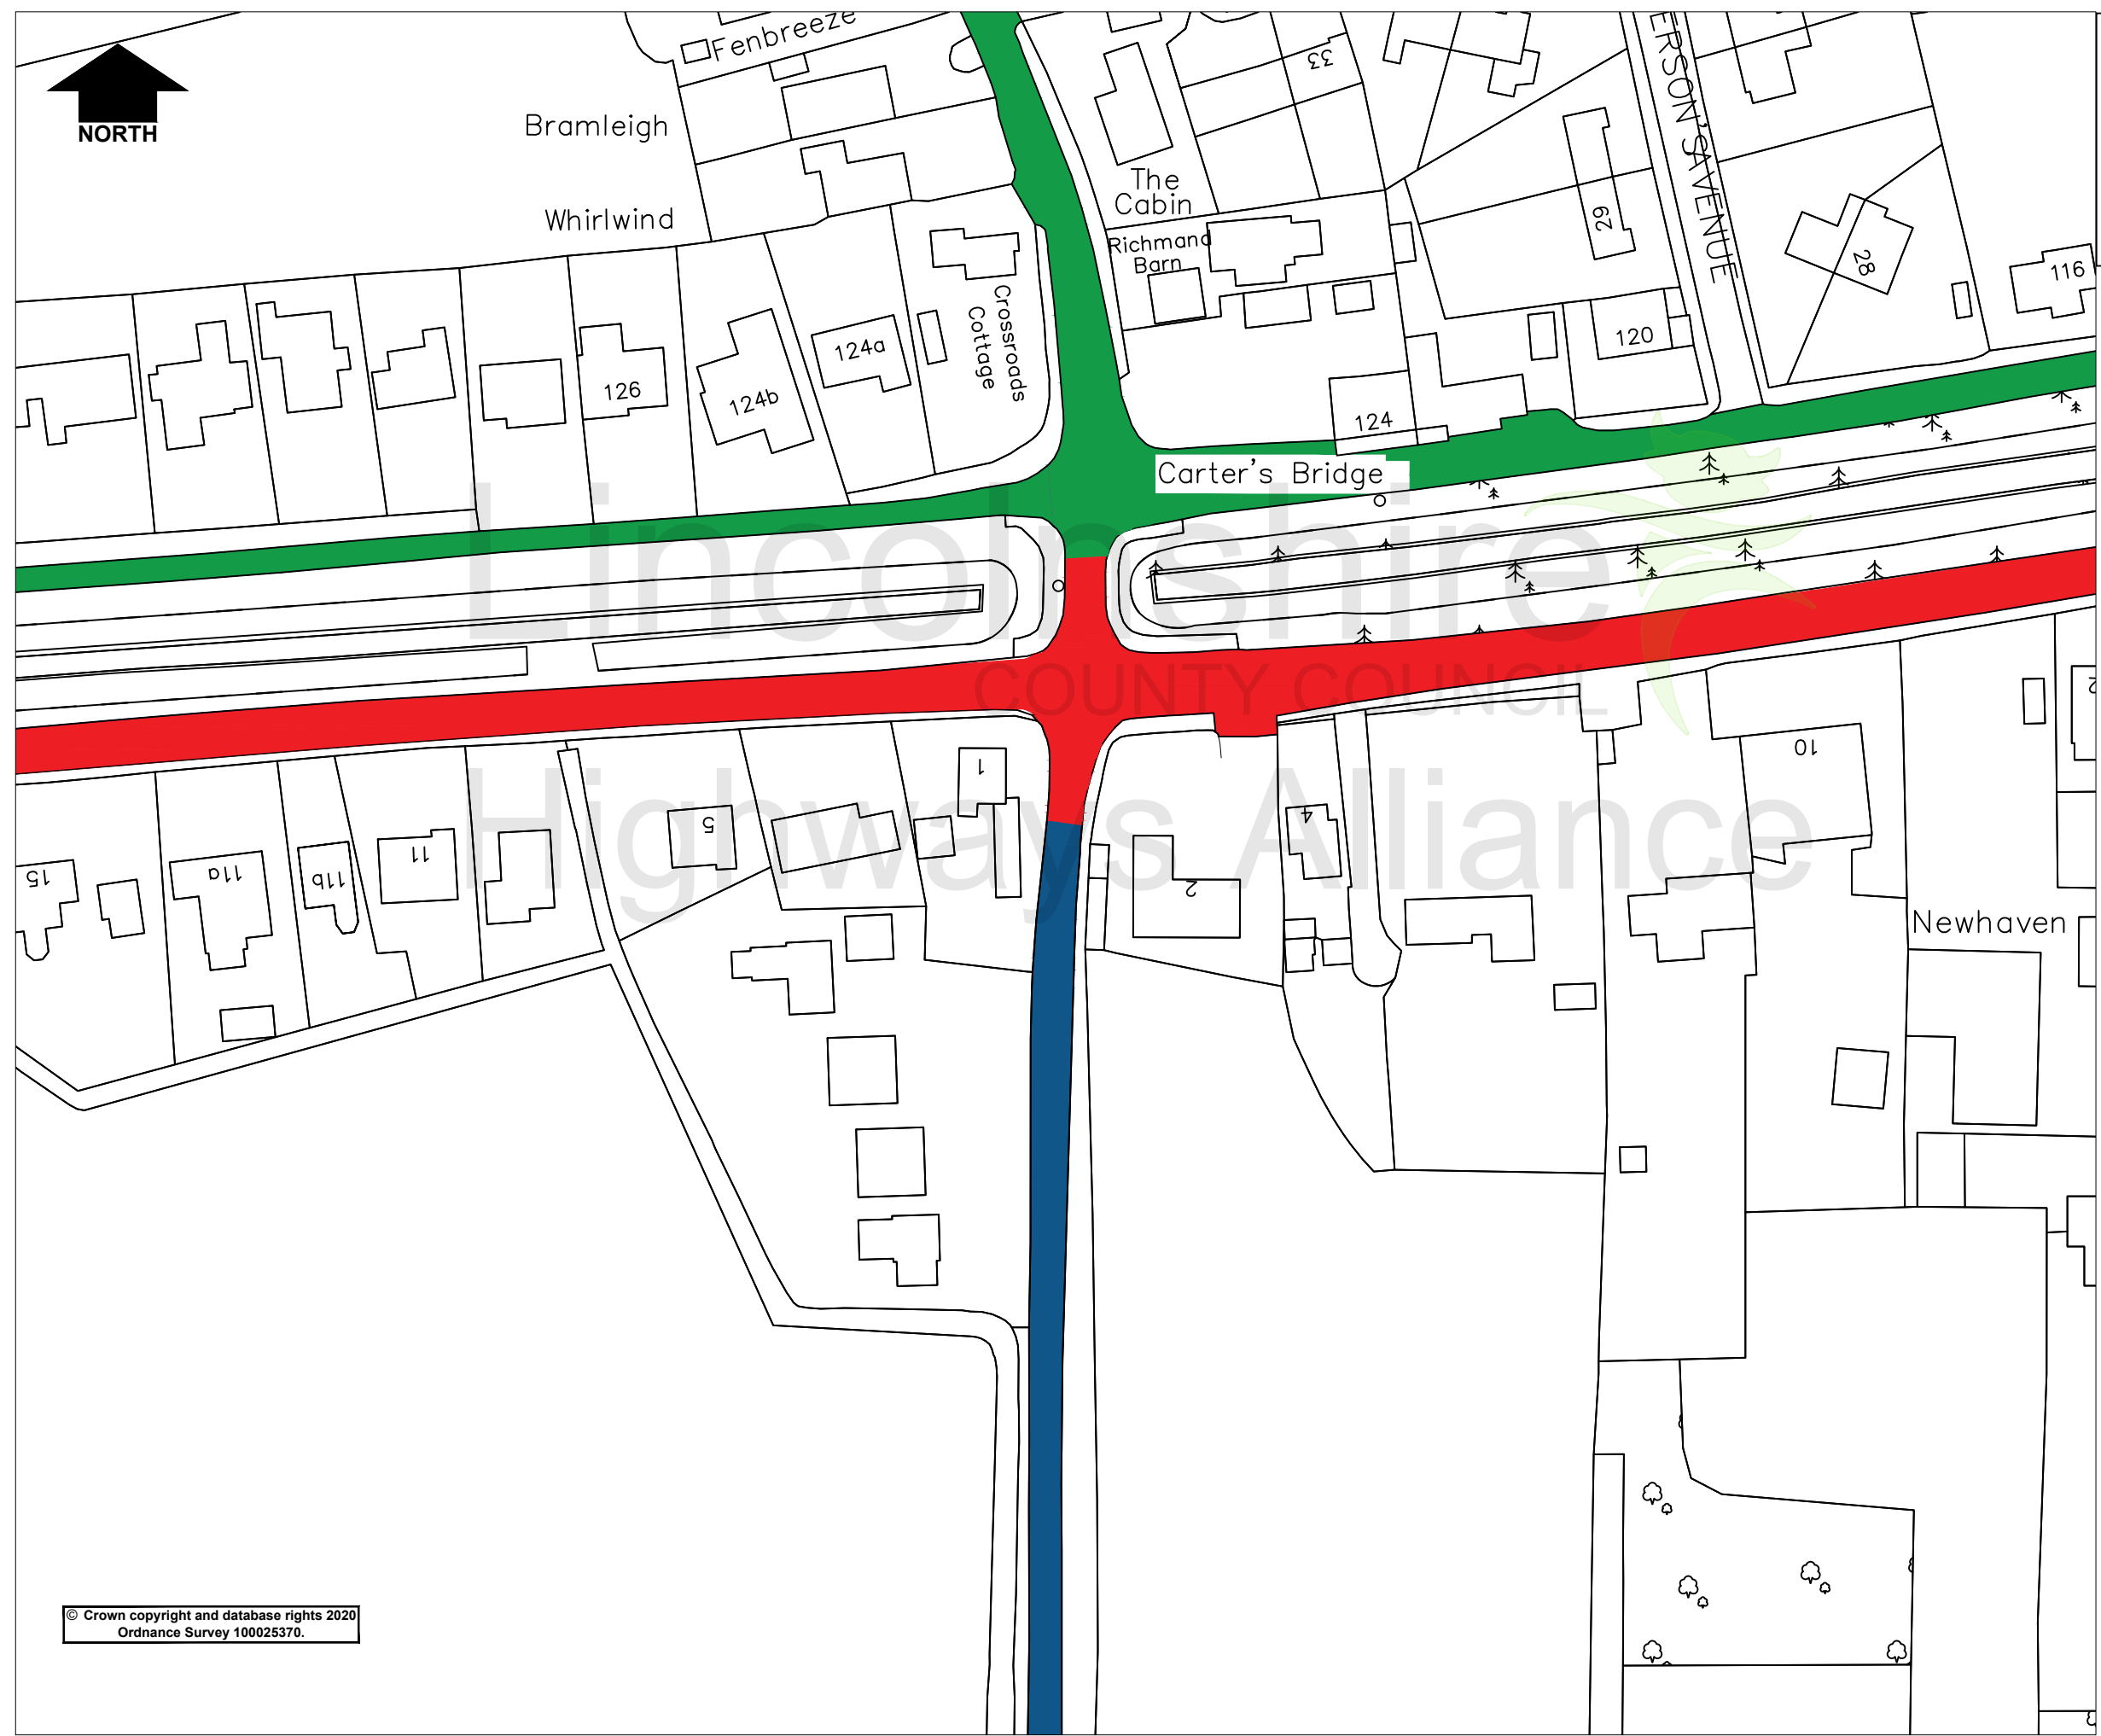 Fenbreeze
33
ERSON'S AVENUE
NORTH
Bramleigh
The
Cabin
Whirlwind
29
Richmand
Barn
28
116
Crossroads
Cottage
120
124a
126
124b
124
Carter's Bridge
Lincolnshire
COUNTY COUNCIL
Highways Alliance
2
10
1
5
4
11
11b
11a
15
2
Newhaven
© Crown copyright and database rights 2020
Ordnance Survey 100025370.